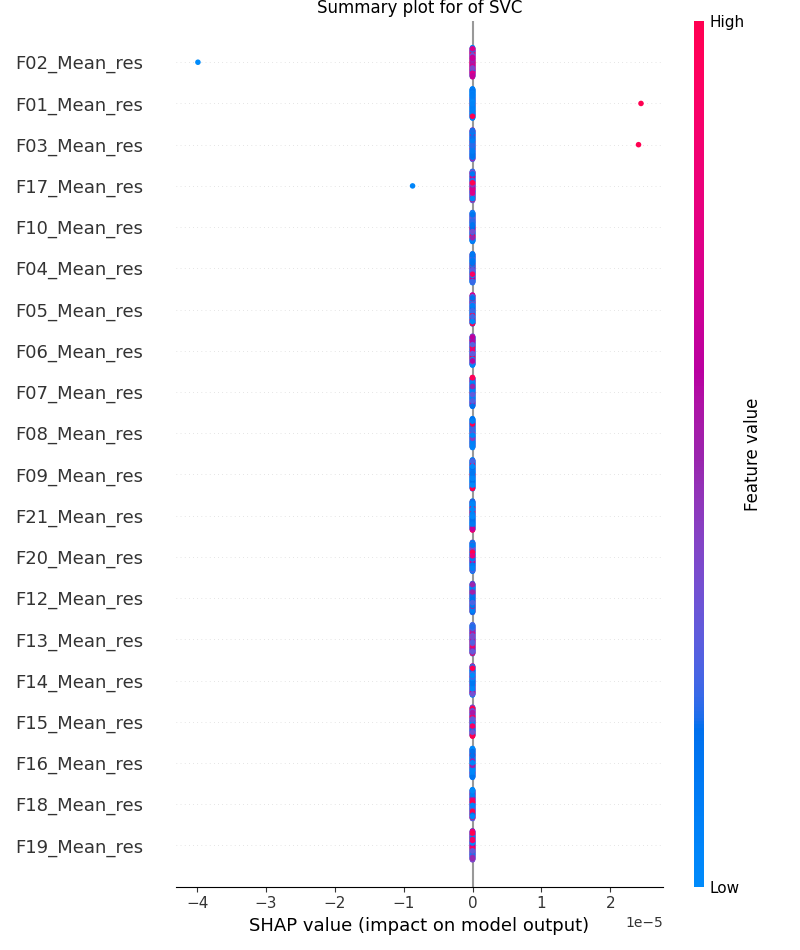 Summary plot for of SVC
High
F02_Mean_res
F01_Mean_res
F03_Mean_res
F17_Mean_res
F10_Mean_res
F04_Mean_res
F05_Mean_res
F06_Mean_res
F07_Mean_res
F08_Mean_res
F09_Mean_res
F21_Mean_res
F20_Mean_res
F12_Mean_res
F13_Mean_res
F14_Mean_res
F15_Mean_res
F16_Mean_res
F18_Mean_res
F19_Mean_res
Feature value
Low
−4 −3 −2 −1 0 1 2
1e−5
SHAP value (impact on model output)